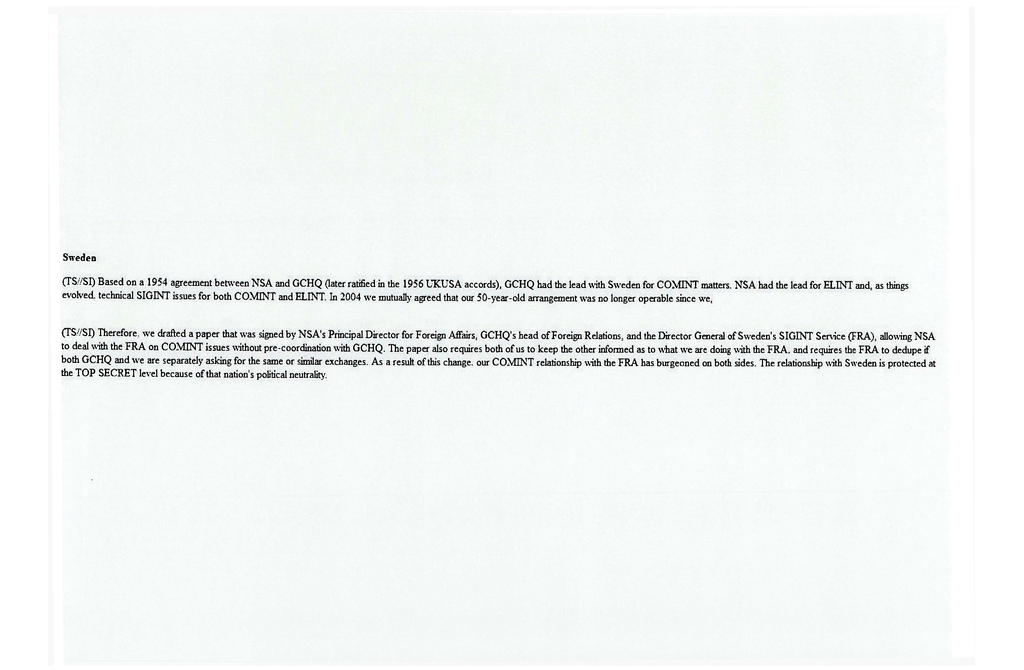 Sweden
(TS//SI) Based on a 1954 agreement between NSA and GCHQ (later ratified in the 1956 UKUSA accords), GCHQ had the lead with Sweden for COMINT matters. NSA had the lead for ELINT and, as things
evolved, technical SIGINT issues for both COMINT and ELINT. In 2004 we mutually agreed that our 50-year-old arrangement was no longer operable since we,
(TS//SI) Therefore, we drafted a paper that was signed by NSA's Principal Director for Foreign Affairs, GCHQ's head of Foreign Relations, and the Director General of Sweden's SIGINT Service (FRA), allowing NSA
to deal with the FRA on COMINT issues without pre-coordination with GCHQ. The paper also requires both of us to keep the other informed as to what we are doing with the FRA, and requires the FRA to dedupe if
both GCHQ and we are separately asking for the same or similar exchanges. As a result of this change, our COMINT relationship with the FRA has burgeoned on both sides. The relationship with Sweden is protected at
the TOP SECRET level because of that nation's political neutrality.